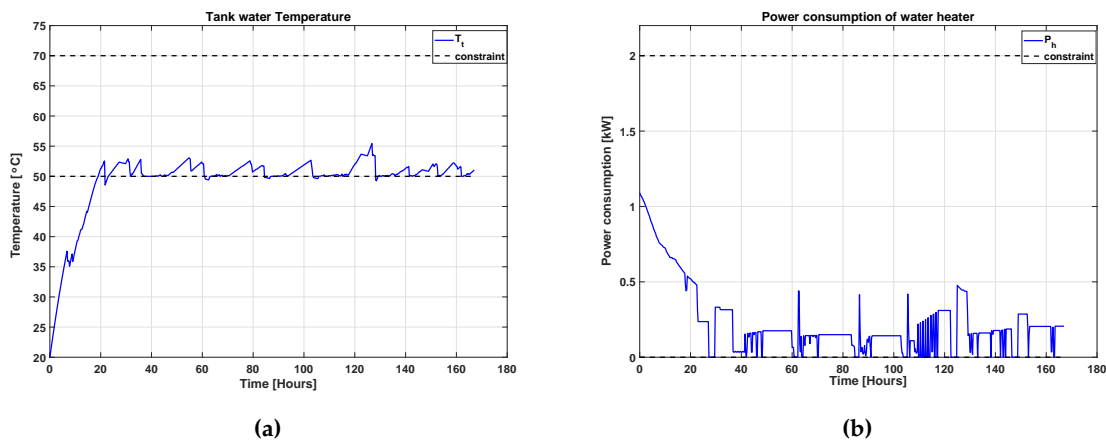 Tank water Temperature
75
70
65
60
55
50
45
40
35
30
25
20
0 20 40 60 80 100 120 140 160 180
Temperature [°C]
Time [Hours]
T_t
constraint
(a)
Power consumption of water heater
2
1.5
1
0.5
0
0 20 40 60 80 100 120 140 160 180
Power consumption [kW]
Time [Hours]
P_h
constraint
(b)